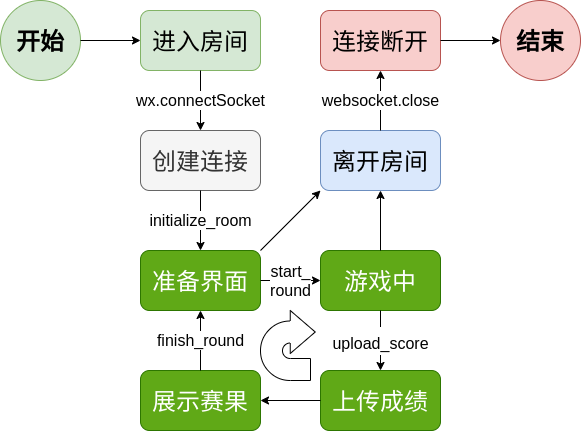 开始
进入房间
连接断开
结束
wx.connectSocket
websocket.close
创建连接
离开房间
initialize_room
准备界面
start_
round
游戏中
finish_round
upload_score
展示赛果
上传成绩